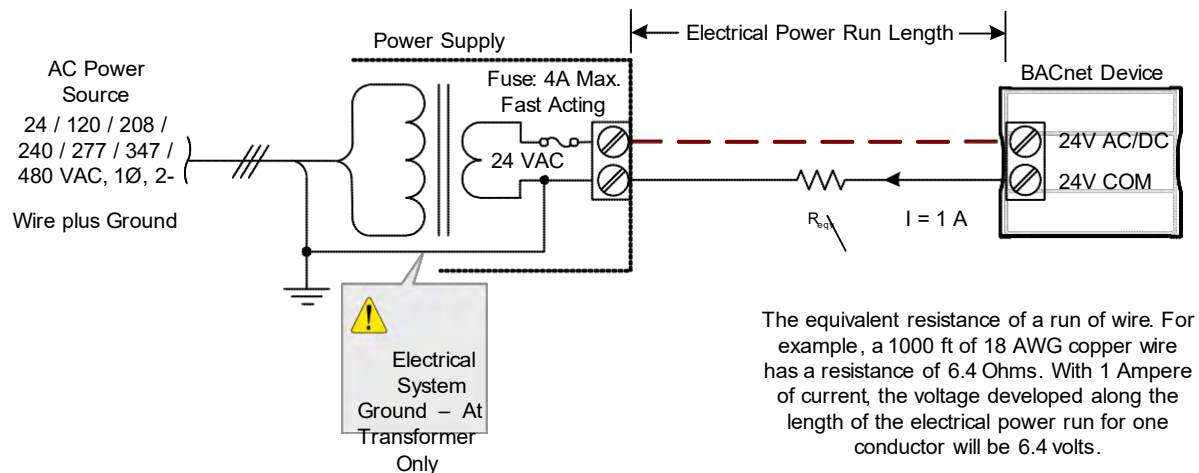 AC Power
Source
24 / 120 / 208 /
240 / 277 / 347 /
480 VAC, 1Ø, 2-
Wire plus Ground
Power Supply
Fuse: 4A Max.
Fast Acting
24 VAC
Electrical Power Run Length
BACnet Device
24V AC/DC
24V COM
Reqv
I = 1 A
Electrical
System
Ground – At
Transformer
Only
The equivalent resistance of a run of wire. For
example, a 1000 ft of 18 AWG copper wire
has a resistance of 6.4 Ohms. With 1 Ampere
of current, the voltage developed along the
length of the electrical power run for one
conductor will be 6.4 volts.